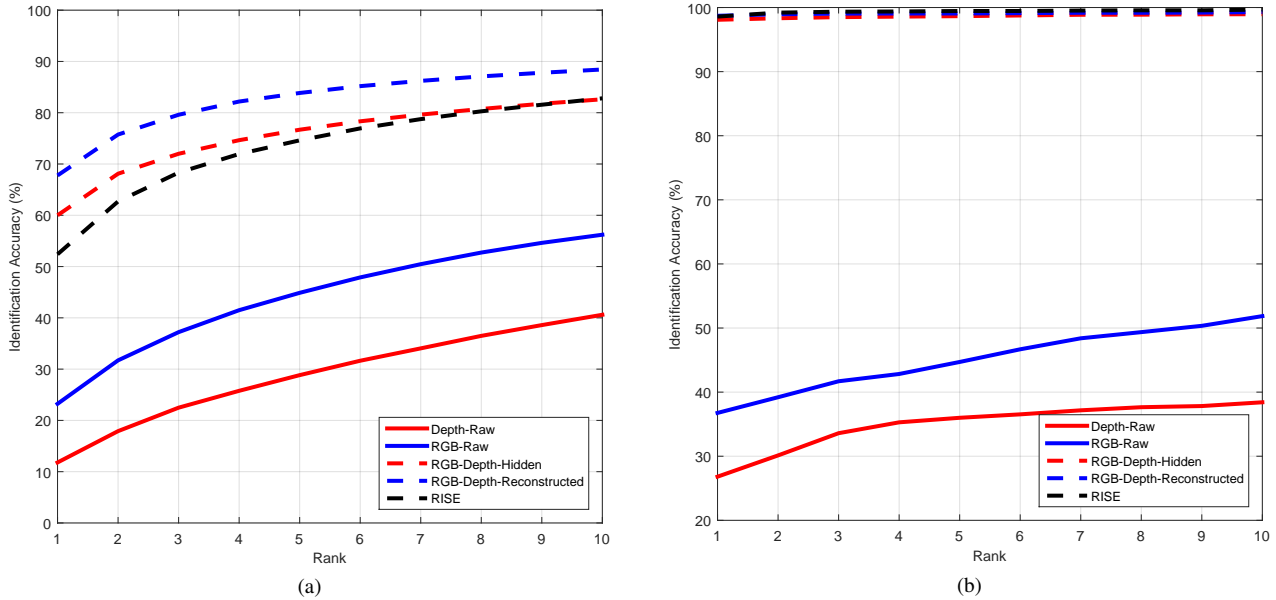 100
90
80
70
60
50
40
30
20
10
0
Identification Accuracy (%)
Depth-Raw
RGB-Raw
RGB-Depth-Hidden
RGB-Depth-Reconstructed
RISE
1 2 3 4 5 6 7 8 9 10
Rank
(a)
100
90
80
70
60
50
40
30
20
Identification Accuracy (%)
Depth-Raw
RGB-Raw
RGB-Depth-Hidden
RGB-Depth-Reconstructed
RISE
1 2 3 4 5 6 7 8 9 10
Rank
(b)